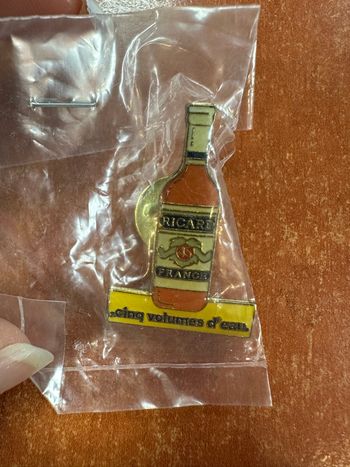 RICARD
FRANCE
...cinq volumes d'eau.